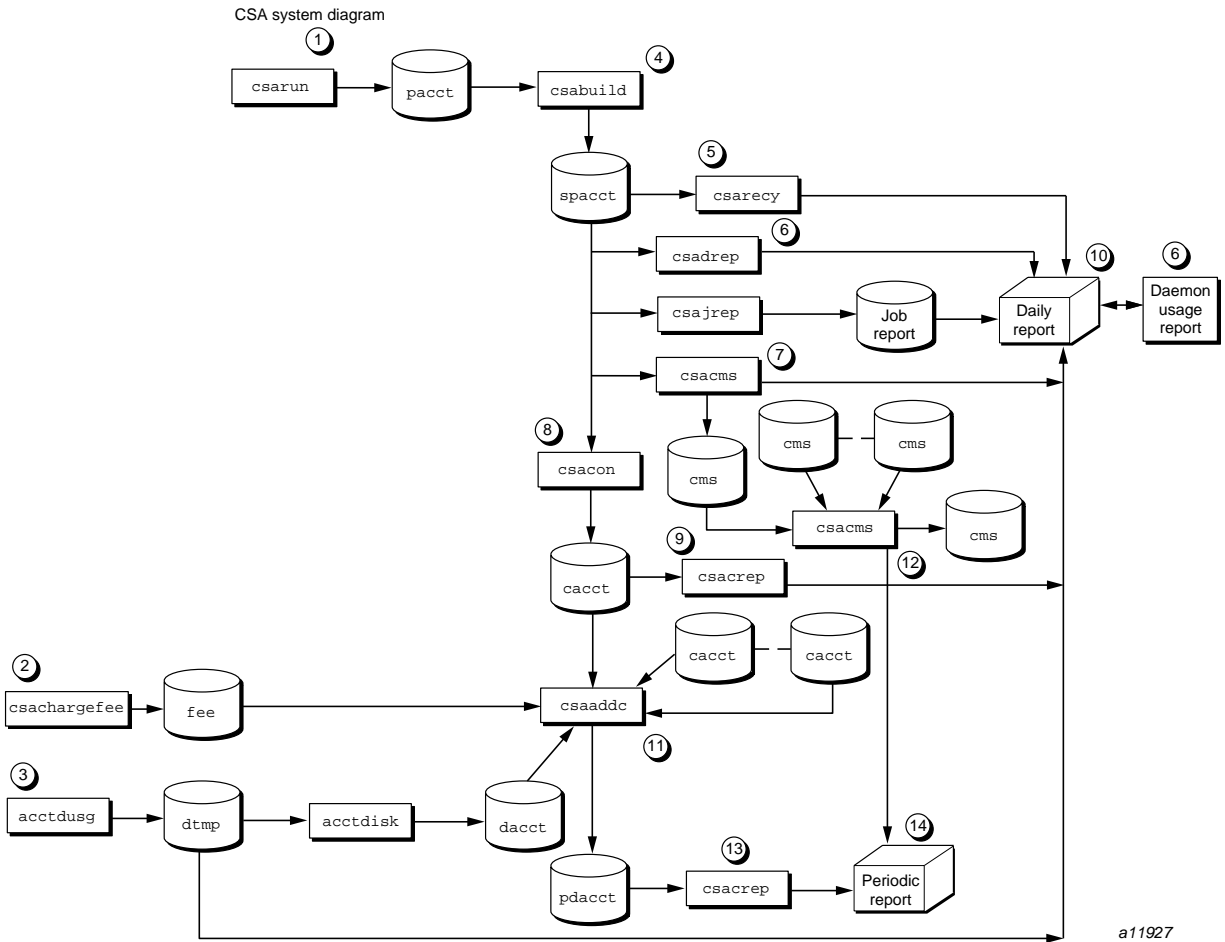 CSA system diagram
1
csarun
pacct
4
csabuild
spacct
5
csarecy
6
csadrep
csajrep
Job
report
10
Daily
report
6
Daemon
usage
report
7
csacms
8
csacon
cms
cms
cms
csacms
cms
12
cacct
9
csacrep
cacct
cacct
2
csachargefee
fee
csaaddc
11
3
acctdusg
dtmp
acctdisk
dacct
pdacct
13
csacrep
14
Periodic
report
a11927